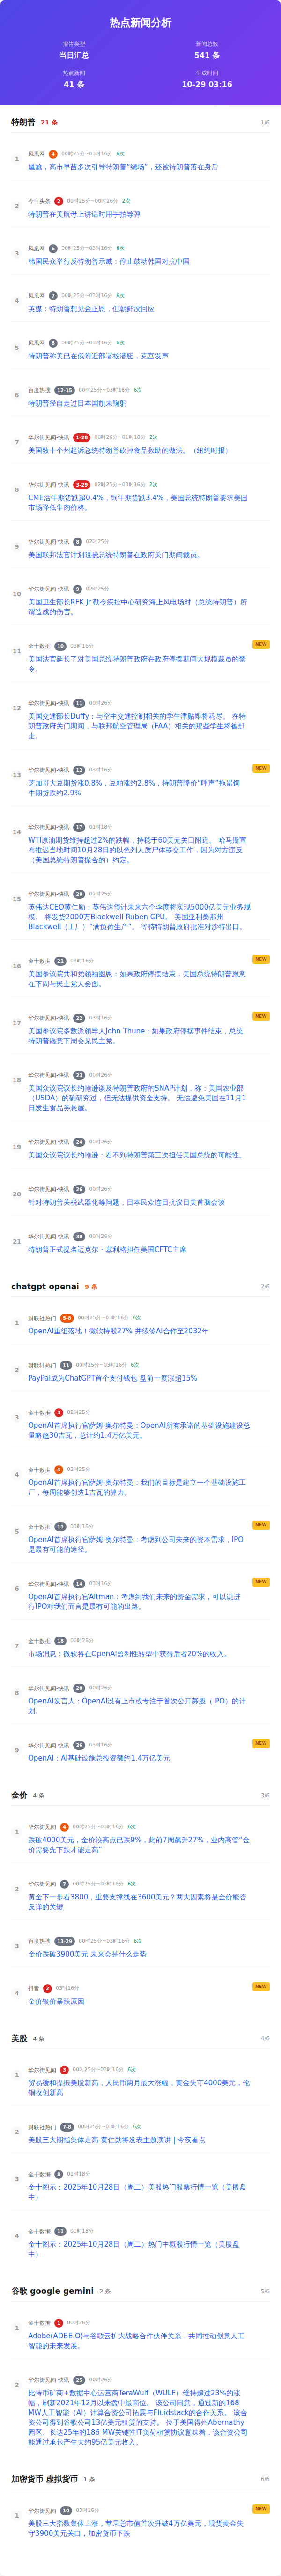 热点新闻分析
报告类型
当日汇总
新闻总数
541 条
热点新闻
41 条
生成时间
10-29 03:16
特朗普 21 条 1/6
1
凤凰网 4 00时25分~03时16分 6次
尴尬，高市早苗多次引导特朗普“绕场”，还被特朗普落在身后
2
今日头条 2 00时25分~00时26分 2次
特朗普在美航母上讲话时用手拍导弹
3
凤凰网 6 00时25分~03时16分 6次
韩国民众举行反特朗普示威：停止鼓动韩国对抗中国
4
凤凰网 7 00时25分~03时16分 6次
英媒：特朗普想见金正恩，但朝鲜没回应
5
凤凰网 8 00时25分~03时16分 6次
特朗普称美已在俄附近部署核潜艇，克宫发声
6
百度热搜 12-15 00时25分~03时16分 6次
特朗普径自走过日本国旗未鞠躬
7
华尔街见闻-快讯 1-28 00时26分~01时18分 2次
美国数十个州起诉总统特朗普砍掉食品救助的做法。（纽约时报）
8
华尔街见闻-快讯 3-29 02时25分~03时16分 2次
CME活牛期货跌超0.4%，饲牛期货跌3.4%，美国总统特朗普要求美国
市场降低牛肉价格。
9
华尔街见闻-快讯 8 02时25分
美国联邦法官计划阻挠总统特朗普在政府关门期间裁员。
10
华尔街见闻-快讯 9 02时25分
美国卫生部长RFK Jr.勒令疾控中心研究海上风电场对（总统特朗普）所
谓造成的伤害。
11
金十数据 10 03时16分
NEW
美国法官延长了对美国总统特朗普政府在政府停摆期间大规模裁员的禁
令。
12
华尔街见闻-快讯 11 00时26分
美国交通部长Duffy：与空中交通控制相关的学生津贴即将耗尽。 在特
朗普政府关门期间，与联邦航空管理局（FAA）相关的那些学生将被赶
走。
13
华尔街见闻-快讯 12 03时16分
NEW
芝加哥大豆期货涨0.8%，豆粕涨约2.8%，特朗普降价“呼声”拖累饲
牛期货跌约2.9%
14
华尔街见闻-快讯 17 01时18分
WTI原油期货维持超过2%的跌幅，持稳于60美元关口附近。 哈马斯宣
布推迟当地时间10月28日的以色列人质尸体移交工作，因为对方违反
（美国总统特朗普撮合的）约定。
15
华尔街见闻-快讯 20 02时25分
英伟达CEO黄仁勋：英伟达预计未来六个季度将实现5000亿美元业务规
模。 将发货2000万Blackwell Ruben GPU。 美国亚利桑那州
Blackwell（工厂）“满负荷生产”。 等待特朗普政府批准对沙特出口。
16
金十数据 21 03时16分
NEW
美国参议院共和党领袖图恩：如果政府停摆结束，美国总统特朗普愿意
在下周与民主党人会面。
17
华尔街见闻-快讯 22 03时16分
NEW
美国参议院多数派领导人John Thune：如果政府停摆事件结束，总统
特朗普愿意下周会见民主党。
18
华尔街见闻-快讯 23 00时26分
美国众议院议长约翰逊谈及特朗普政府的SNAP计划，称：美国农业部
（USDA）的确研究过，但无法提供资金支持。 无法避免美国在11月1
日发生食品券悬崖。
19
华尔街见闻-快讯 24 00时26分
美国众议院议长约翰逊：看不到特朗普第三次担任美国总统的可能性。
20
华尔街见闻-快讯 26 00时26分
针对特朗普关税武器化等问题，日本民众连日抗议日美首脑会谈
21
华尔街见闻-快讯 30 00时26分
特朗普正式提名迈克尔・塞利格担任美国CFTC主席
chatgpt openai 9 条 2/6
1
财联社热门 5-8 00时25分~03时16分 6次
OpenAI重组落地！微软持股27% 并续签AI合作至2032年
2
财联社热门 11 00时25分~03时16分 6次
PayPal成为ChatGPT首个支付钱包 盘前一度涨超15%
3
金十数据 3 02时25分
OpenAI首席执行官萨姆·奥尔特曼：OpenAI所有承诺的基础设施建设总
量略超30吉瓦，总计约1.4万亿美元。
4
金十数据 4 02时25分
OpenAI首席执行官萨姆·奥尔特曼：我们的目标是建立一个基础设施工
厂，每周能够创造1吉瓦的算力。
5
金十数据 11 03时16分
NEW
OpenAI首席执行官萨姆·奥尔特曼：考虑到公司未来的资本需求，IPO
是最有可能的途径。
6
华尔街见闻-快讯 14 03时16分
NEW
OpenAI首席执行官Altman：考虑到我们未来的资金需求，可以说进
行IPO对我们而言是最有可能的出路。
7
金十数据 18 00时26分
市场消息：微软将在OpenAI盈利性转型中获得后者20%的收入。
8
华尔街见闻-快讯 20 00时26分
OpenAI发言人：OpenAI没有上市或专注于首次公开募股（IPO）的计
划。
9
华尔街见闻-快讯 26 03时16分
NEW
OpenAI：AI基础设施总投资额约1.4万亿美元
金价 4 条 3/6
1
华尔街见闻 4 00时25分~03时16分 6次
跌破4000美元，金价较高点已跌9%，此前7周飙升27%，业内高管“金
价需要先下跌才能走高”
2
华尔街见闻 7 00时25分~03时16分 6次
黄金下一步看3800，重要支撑线在3600美元？两大因素将是金价能否
反弹的关键
3
百度热搜 13-29 00时25分~03时16分 6次
金价跌破3900美元 未来会是什么走势
4
抖音 2 03时16分
NEW
金价银价暴跌原因
美股 4 条 4/6
1
华尔街见闻 3 00时25分~03时16分 6次
贸易缓和提振美股新高，人民币两月最大涨幅，黄金失守4000美元，伦
铜收创新高
2
财联社热门 7-8 00时25分~03时16分 6次
美股三大期指集体走高 黄仁勋将发表主题演讲 | 今夜看点
3
金十数据 8 01时18分
金十图示：2025年10月28日（周二）美股热门股票行情一览（美股盘
中）
4
金十数据 11 01时18分
金十图示：2025年10月28日（周二）热门中概股行情一览（美股盘
中）
谷歌 google gemini 2 条 5/6
1
金十数据 1 00时26分
Adobe(ADBE.O)与谷歌云扩大战略合作伙伴关系，共同推动创意人工
智能的未来发展。
2
华尔街见闻-快讯 25 00时26分
比特币矿商+数据中心运营商TeraWulf（WULF）维持超过23%的涨
幅，刷新2021年12月以来盘中最高位。 该公司同意，通过新的168
MW人工智能（AI）计算合资公司拓展与Fluidstack的合作关系。 该合
资公司得到谷歌公司13亿美元租赁的支持。 位于美国得州Abernathy
园区、长达25年的186 MW关键性IT负荷租赁协议意味着，该合资公司
能通过承包产生大约95亿美元收入。
加密货币 虚拟货币 1 条 6/6
1
华尔街见闻 10 03时16分
NEW
美股三大指数集体上涨，苹果总市值首次升破4万亿美元，现货黄金失
守3900美元关口，加密货币下跌